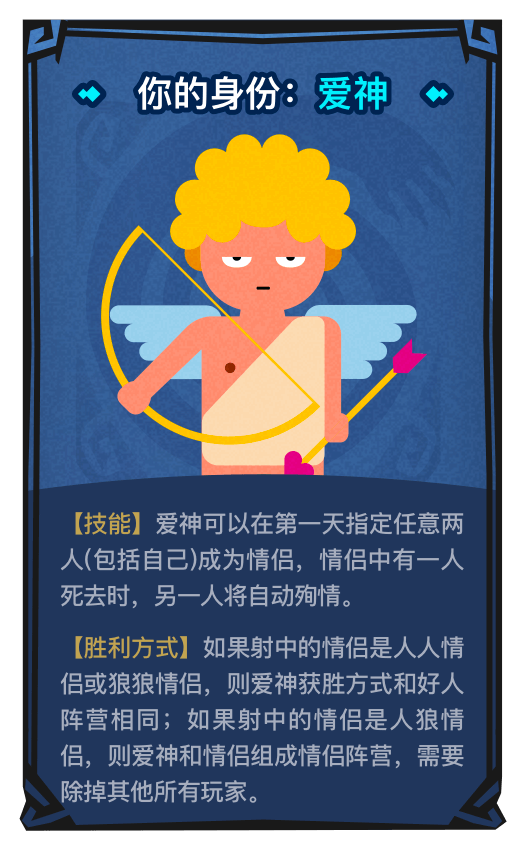 你的身份：爱神
【技能】爱神可以在第一天指定任意两
人(包括自己)成为情侣，情侣中有一人
死去时，另一人将自动殉情。
【胜利方式】如果射中的情侣是人人情
侣或狼狼情侣，则爱神获胜方式和好人
阵营相同；如果射中的情侣是人狼情
侣，则爱神和情侣组成情侣阵营，需要
除掉其他所有玩家。